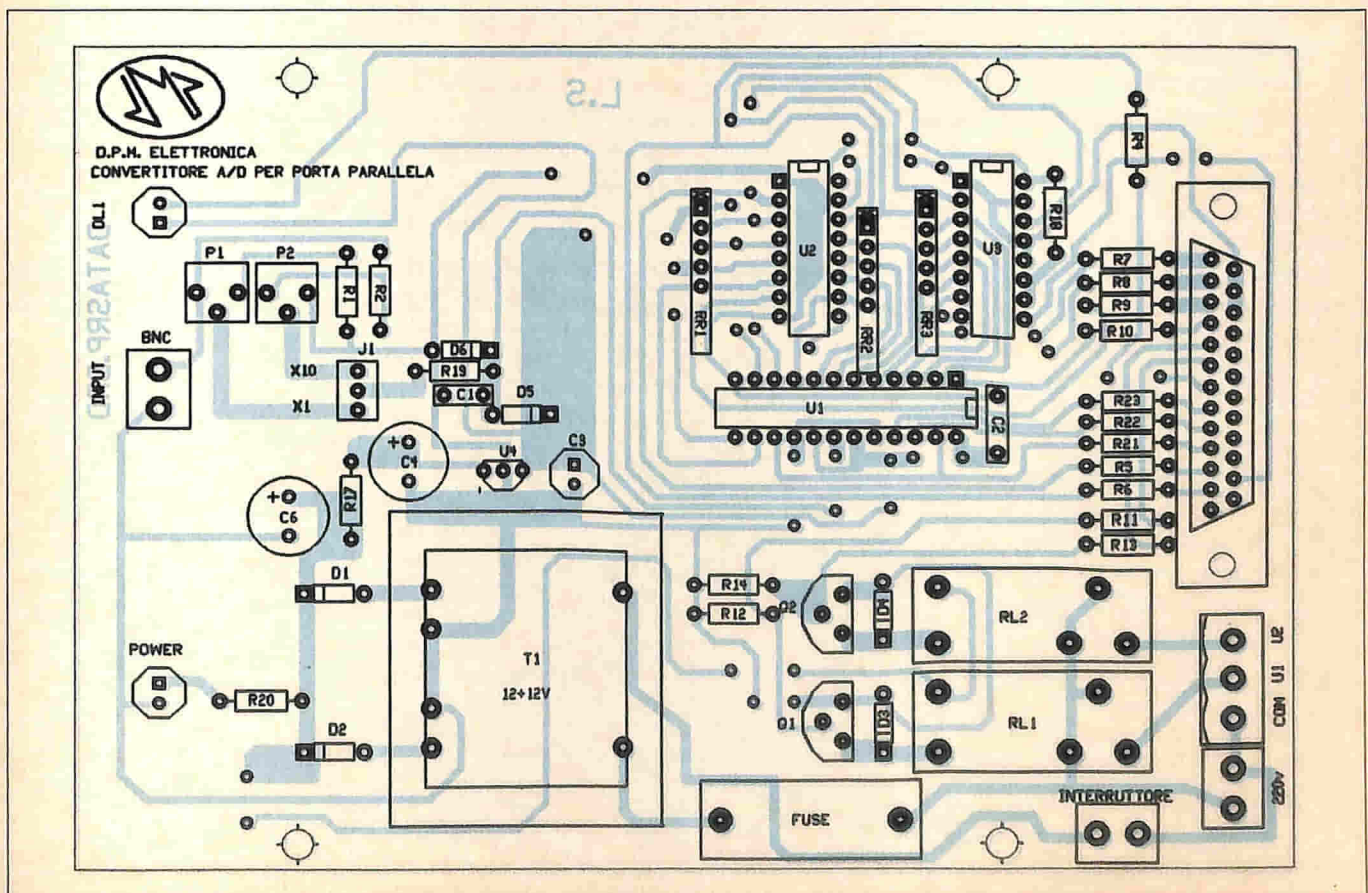 L.S
D.P.M. ELETTRONICA
CONVERTITORE A/D PER PORTA PARALLELA
DL1
DATASRP.
P1
P2
R1
R2
BNC
INPUT
J1
X10
X1
D6
R19
C1
D5
C4
U4
C3
C6
R17
D1
POWER
R20
D2
T1
12+12V
RR1
U2
RR2
RR3
U3
R18
U1
C2
R7
R8
R9
R10
R23
R22
R21
R5
R6
R11
R13
R14
R12
Q2
D4
RL2
Q1
D3
RL1
FUSE
INTERRUTTORE
U2
U1
COM
220v